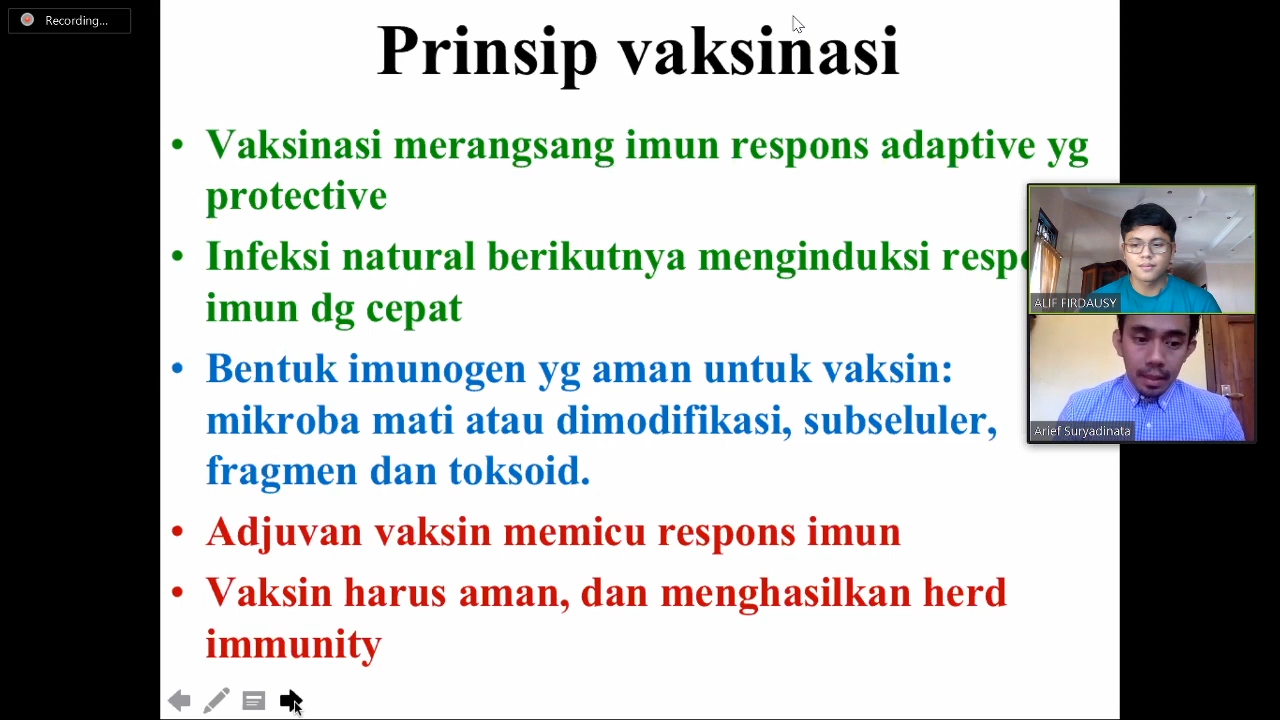 Recording...
Prinsip vaksinasi
• Vaksinasi merangsang imun respons adaptive yg
protective
• Infeksi natural berikutnya menginduksi
imun dg cepat
• Bentuk imunogen yg aman untuk vaksin:
mikroba mati atau dimodifikasi, subseluler,
fragmen dan toksoid.
• Adjuvan vaksin memicu respons imun
• Vaksin harus aman, dan menghasilkan herd
immunity
ALIF FIRDAUSY
Arief Suryadinata